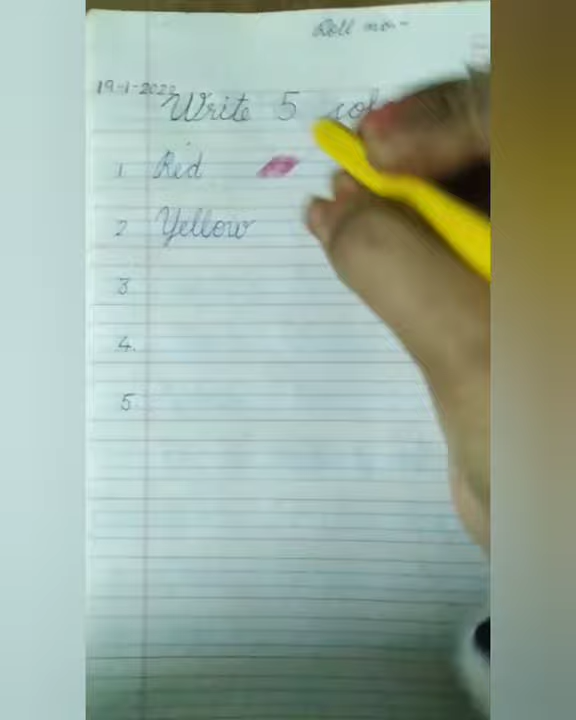 Roll no:-
19-1-2022
Write 5
1 Red
2 Yellow
3
4.
5